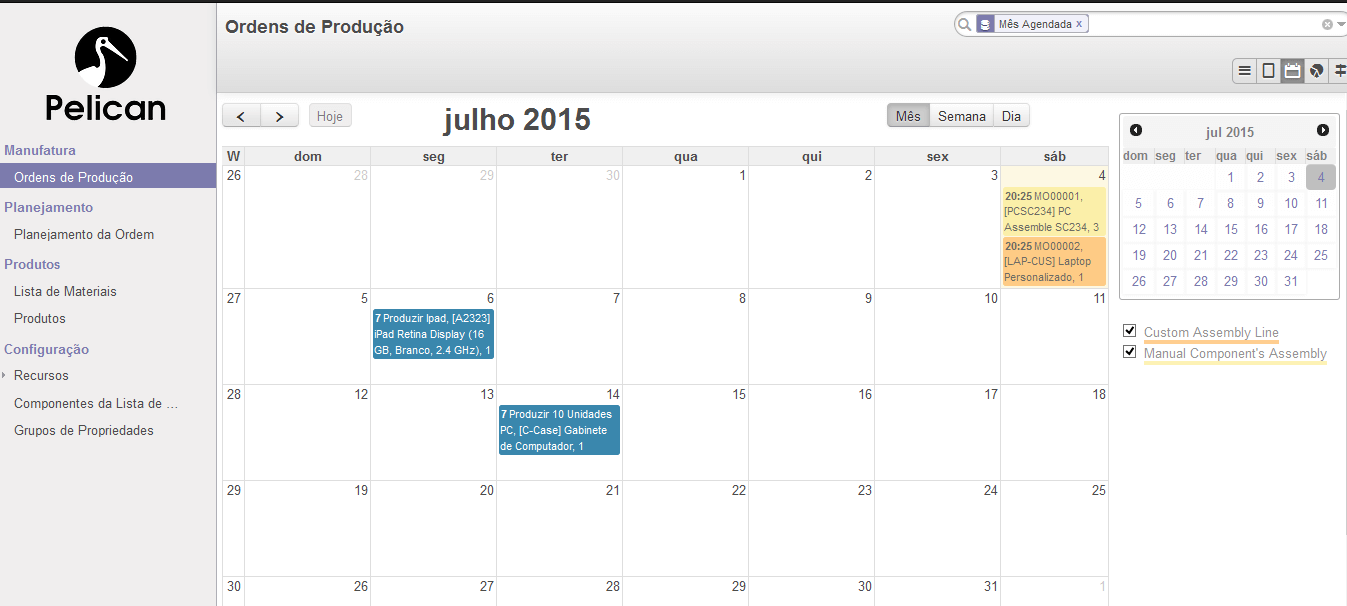 Pelican
Manufatura
Ordens de Produção
Planejamento
Planejamento da Ordem
Produtos
Lista de Materiais
Produtos
Configuração
Recursos
Componentes da Lista de ...
Grupos de Propriedades
Ordens de Produção
Mês Agendada x
< >
Hoje
julho 2015
Mês Semana Dia
W dom seg ter qua qui sex sáb
26 28 29 30 1 2 3 4
20:25 MO00001,
[PCSC234] PC
Assemble SC234, 3
20:25 MO00002,
[LAP-CUS] Laptop
Personalizado, 1
27 5 6 7 8 9 10 11
7 Produzir Ipad, [A2323]
iPad Retina Display (16
GB, Branco, 2.4 GHz), 1
28 12 13 14 15 16 17 18
7 Produzir 10 Unidades
PC, [C-Case] Gabinete
de Computador, 1
29 19 20 21 22 23 24 25
30 26 27 28 29 30 31 1
jul 2015
dom seg ter qua qui sex sáb
1 2 3 4
5 6 7 8 9 10 11
12 13 14 15 16 17 18
19 20 21 22 23 24 25
26 27 28 29 30 31
Custom Assembly Line
Manual Component's Assembly